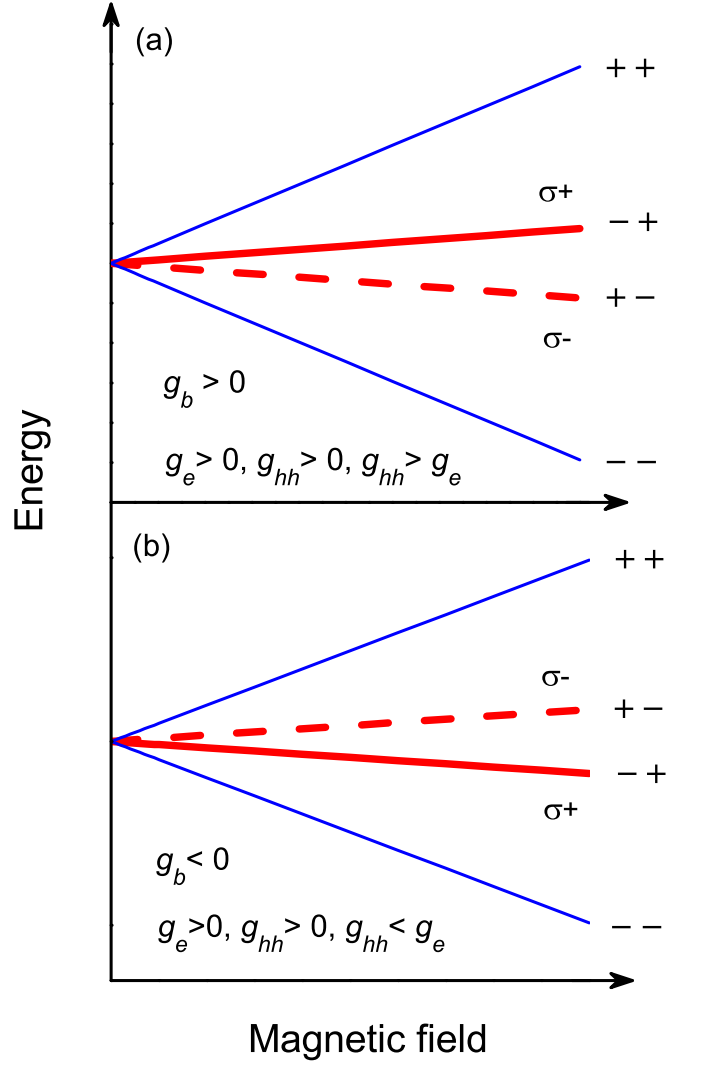 (a)
+ +
σ+
− +
+ −
σ-
g_b > 0
g_e > 0, g_hh > 0, g_hh > g_e
− −
Energy
(b)
+ +
σ-
+ −
− +
σ+
g_b < 0
g_e >0, g_hh > 0, g_hh < g_e
− −
Magnetic field